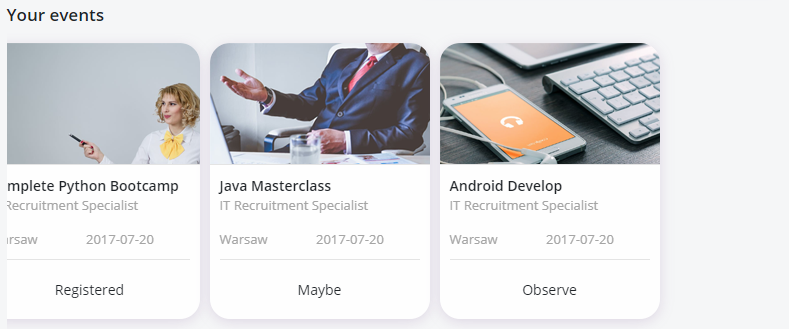 Your events
mplete Python Bootcamp
Recruitment Specialist
arsaw 2017-07-20
Registered
Java Masterclass
IT Recruitment Specialist
Warsaw 2017-07-20
Maybe
Android Develop
IT Recruitment Specialist
Warsaw 2017-07-20
Observe